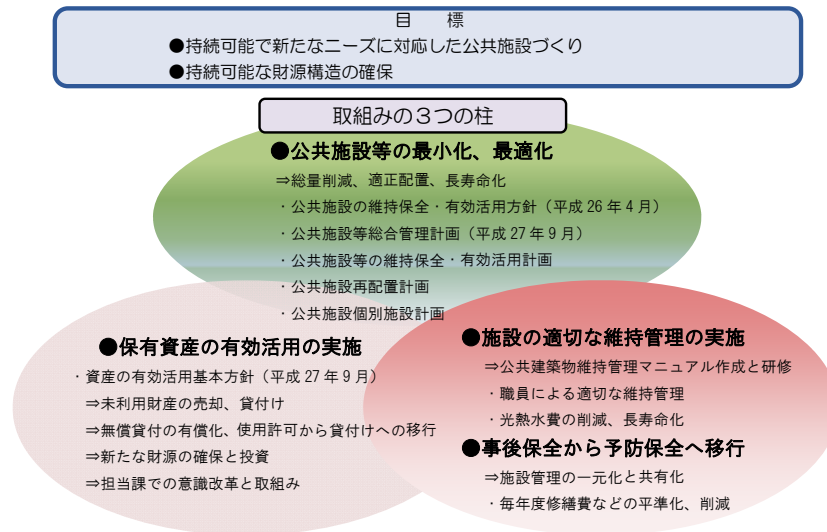 目　標
●持続可能で新たなニーズに対応した公共施設づくり
●持続可能な財源構造の確保
取組みの３つの柱
●公共施設等の最小化、最適化
⇒総量削減、適正配置、長寿命化
・公共施設の維持保全・有効活用方針（平成 26 年 4 月）
・公共施設等総合管理計画（平成 27 年 9 月）
・公共施設等の維持保全・有効活用計画
・公共施設再配置計画
・公共施設個別施設計画
●保有資産の有効活用の実施
・資産の有効活用基本方針（平成 27 年 9 月）
⇒未利用財産の売却、貸付け
⇒無償貸付の有償化、使用許可から貸付けへの移行
⇒新たな財源の確保と投資
⇒担当課での意識改革と取組み
●施設の適切な維持管理の実施
⇒公共建築物維持管理マニュアル作成と研修
・職員による適切な維持管理
・光熱水費の削減、長寿命化
●事後保全から予防保全へ移行
⇒施設管理の一元化と共有化
・毎年度修繕費などの平準化、削減